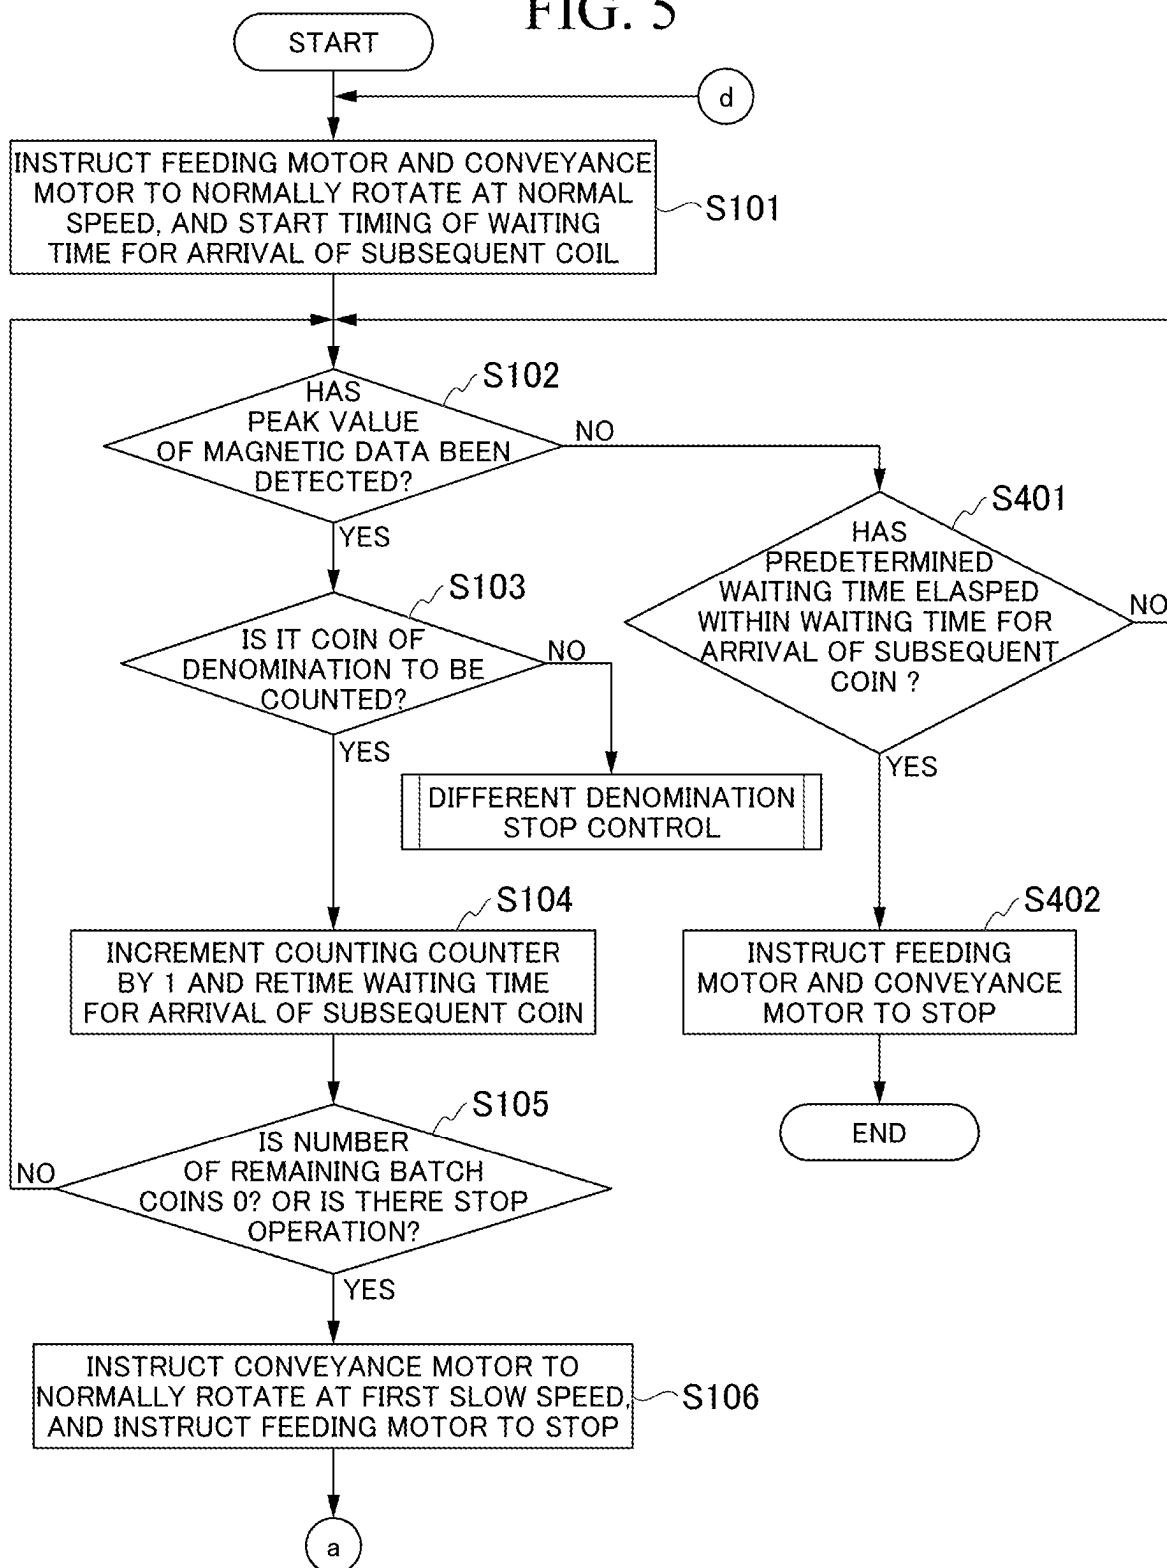 FIG. 5
START
d
INSTRUCT FEEDING MOTOR AND CONVEYANCE
MOTOR TO NORMALLY ROTATE AT NORMAL
SPEED, AND START TIMING OF WAITING
TIME FOR ARRIVAL OF SUBSEQUENT COIL
S101
S102
HAS
PEAK VALUE
OF MAGNETIC DATA BEEN
DETECTED?
NO
YES
S401
HAS
PREDETERMINED
WAITING TIME ELASPED
WITHIN WAITING TIME FOR
ARRIVAL OF SUBSEQUENT
COIN ?
NO
YES
S103
IS IT COIN OF
DENOMINATION TO BE
COUNTED?
NO
YES
DIFFERENT DENOMINATION
STOP CONTROL
S104
INCREMENT COUNTING COUNTER
BY 1 AND RETIME WAITING TIME
FOR ARRIVAL OF SUBSEQUENT COIN
S402
INSTRUCT FEEDING
MOTOR AND CONVEYANCE
MOTOR TO STOP
END
S105
IS NUMBER
OF REMAINING BATCH
COINS 0? OR IS THERE STOP
OPERATION?
NO
YES
INSTRUCT CONVEYANCE MOTOR TO
NORMALLY ROTATE AT FIRST SLOW SPEED,
AND INSTRUCT FEEDING MOTOR TO STOP
S106
a